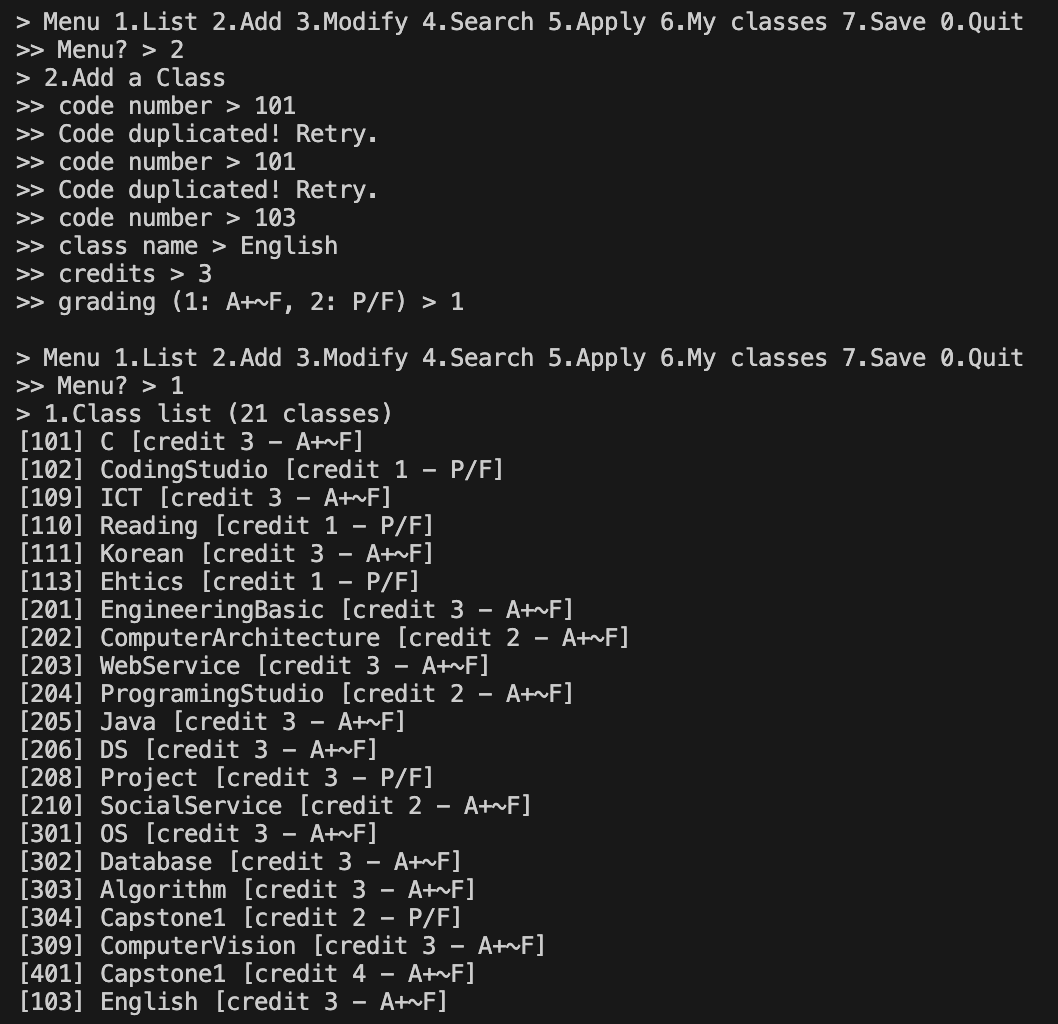 > Menu 1.List 2.Add 3.Modify 4.Search 5.Apply 6.My classes 7.Save 0.Quit
>> Menu? > 2
> 2.Add a Class
>> code number > 101
>> Code duplicated! Retry.
>> code number > 101
>> Code duplicated! Retry.
>> code number > 103
>> class name > English
>> credits > 3
>> grading (1: A+~F, 2: P/F) > 1
> Menu 1.List 2.Add 3.Modify 4.Search 5.Apply 6.My classes 7.Save 0.Quit
>> Menu? > 1
> 1.Class list (21 classes)
[101] C [credit 3 - A+~F]
[102] CodingStudio [credit 1 - P/F]
[109] ICT [credit 3 - A+~F]
[110] Reading [credit 1 - P/F]
[111] Korean [credit 3 - A+~F]
[113] Ehtics [credit 1 - P/F]
[201] EngineeringBasic [credit 3 - A+~F]
[202] ComputerArchitecture [credit 2 - A+~F]
[203] WebService [credit 3 - A+~F]
[204] ProgramingStudio [credit 2 - A+~F]
[205] Java [credit 3 - A+~F]
[206] DS [credit 3 - A+~F]
[208] Project [credit 3 - P/F]
[210] SocialService [credit 2 - A+~F]
[301] OS [credit 3 - A+~F]
[302] Database [credit 3 - A+~F]
[303] Algorithm [credit 3 - A+~F]
[304] Capstone1 [credit 2 - P/F]
[309] ComputerVision [credit 3 - A+~F]
[401] Capstone1 [credit 4 - A+~F]
[103] English [credit 3 - A+~F]